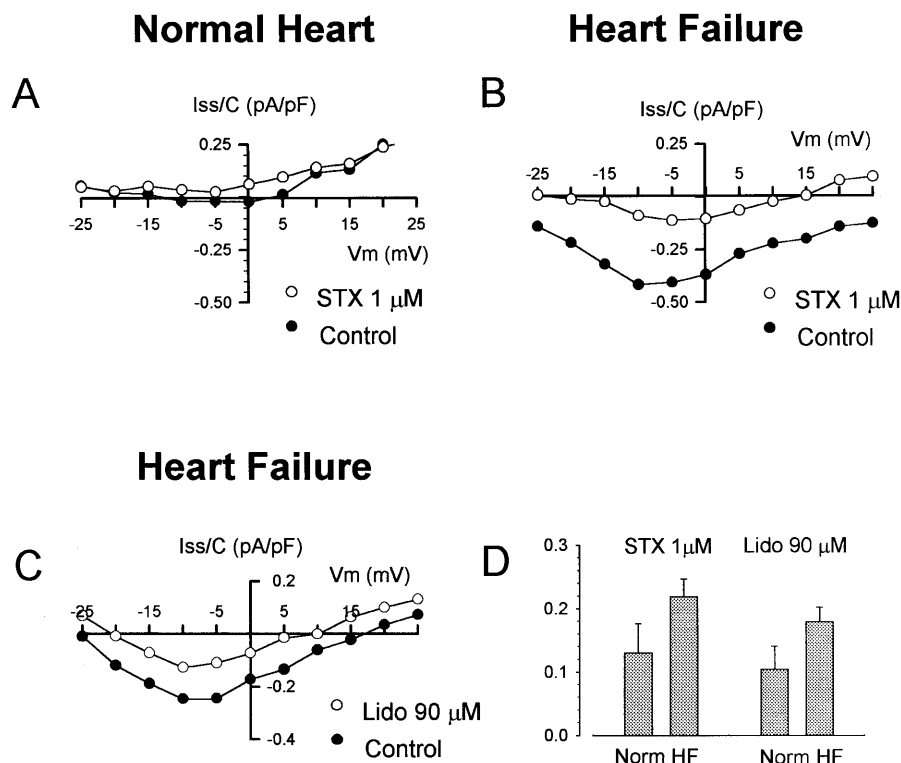 Normal Heart
Heart Failure
A
Iss/C (pA/pF)
0.25
-25
-15
-5
5
15
25
-0.25
Vm (mV)
-0.50
STX 1 μM
Control
B
Iss/C (pA/pF)
Vm (mV)
0.25
-25
-15
-5
5
15
-0.25
-0.50
STX 1 μM
Control
Heart Failure
C
Iss/C (pA/pF)
0.2
Vm (mV)
-25
-15
-5
5
15
-0.2
-0.4
Lido 90 μM
Control
D
0.3
STX 1μM
Lido 90 μM
0.2
0.1
0.0
Norm HF
Norm HF